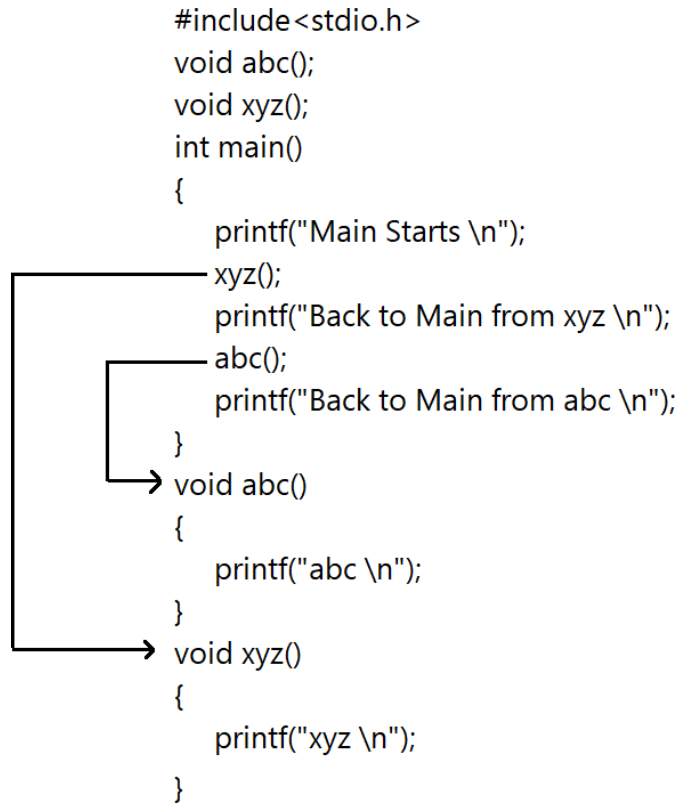 #include<stdio.h>
void abc();
void xyz();
int main()
{
printf("Main Starts \n");
xyz();
printf("Back to Main from xyz \n");
abc();
printf("Back to Main from abc \n");
}
void abc()
{
printf("abc \n");
}
void xyz()
{
printf("xyz \n");
}